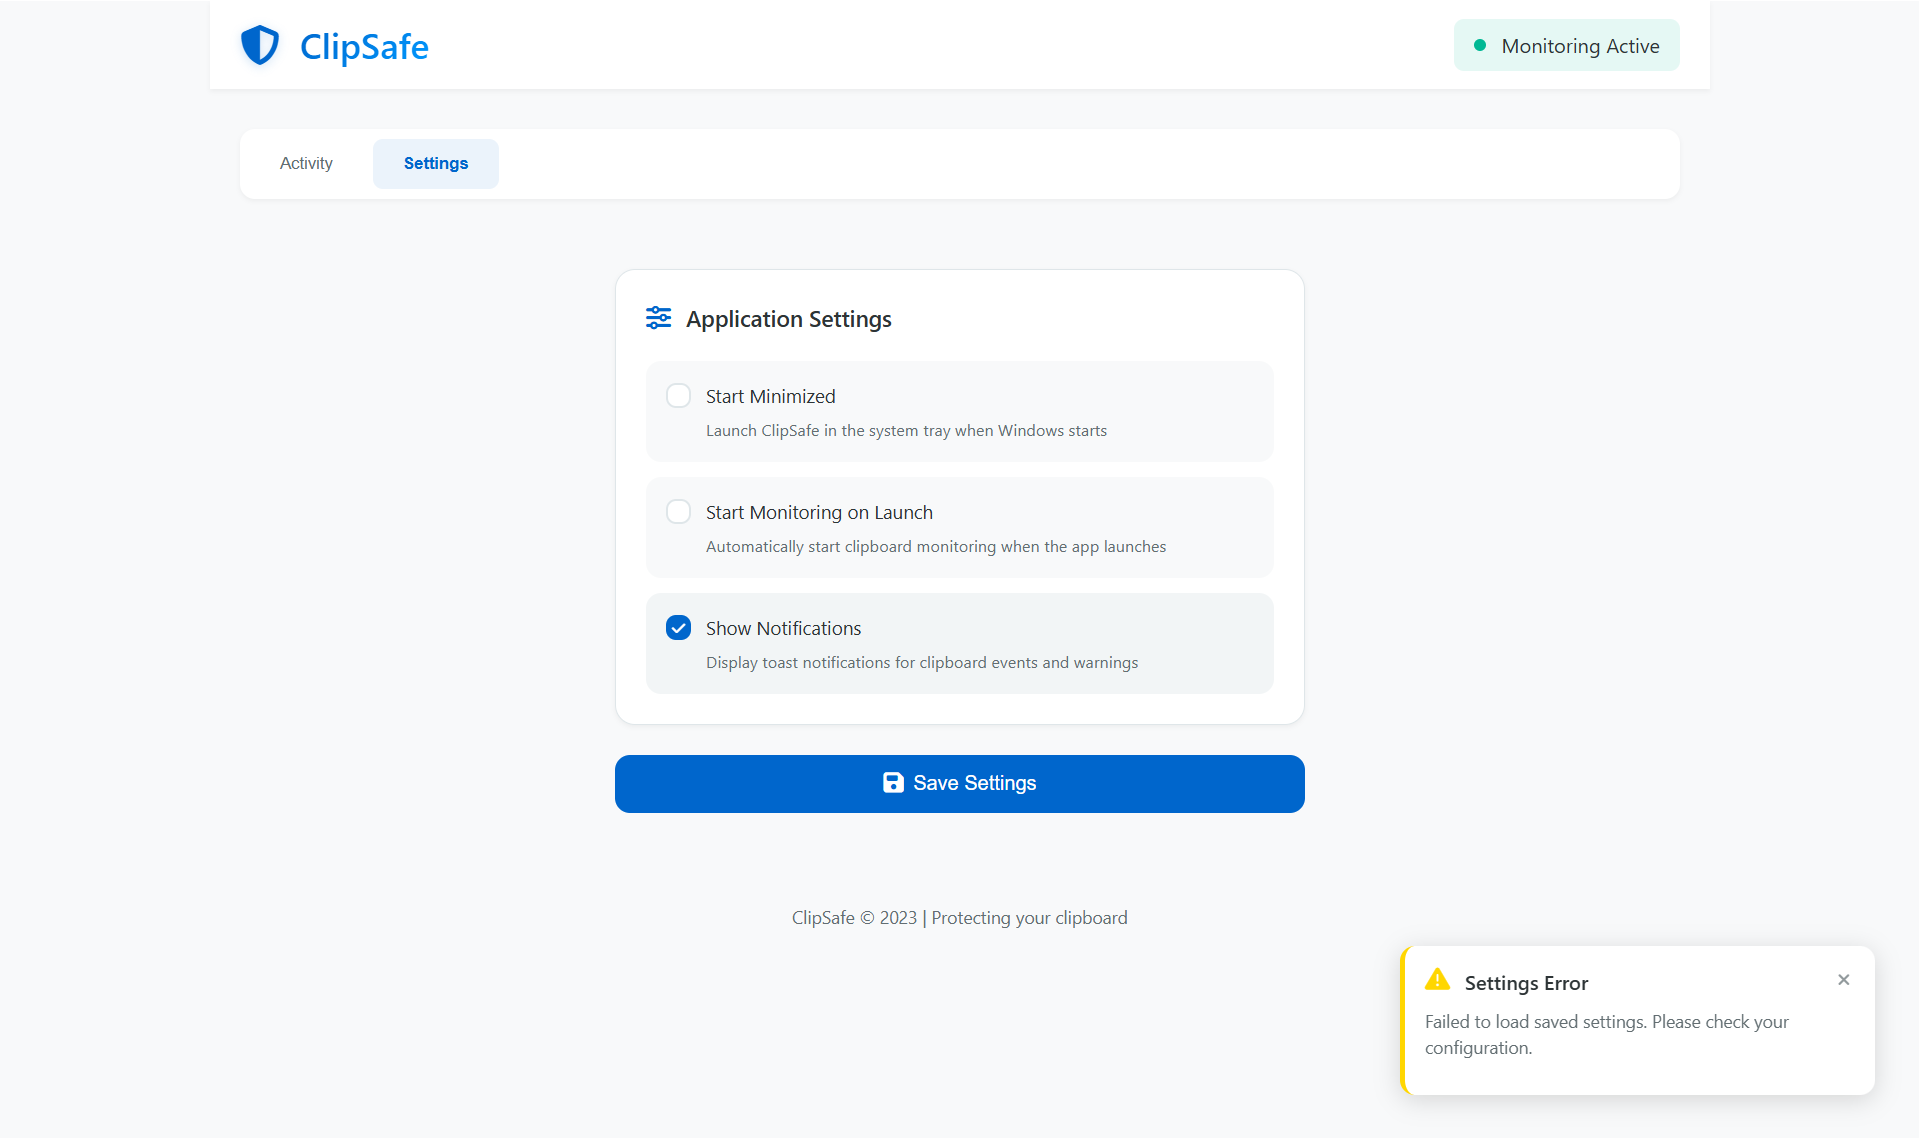 ClipSafe
Monitoring Active
Activity
Settings
Application Settings
Start Minimized
Launch ClipSafe in the system tray when Windows starts
Start Monitoring on Launch
Automatically start clipboard monitoring when the app launches
Show Notifications
Display toast notifications for clipboard events and warnings
Save Settings
ClipSafe © 2023 | Protecting your clipboard
Settings Error
Failed to load saved settings. Please check your
configuration.